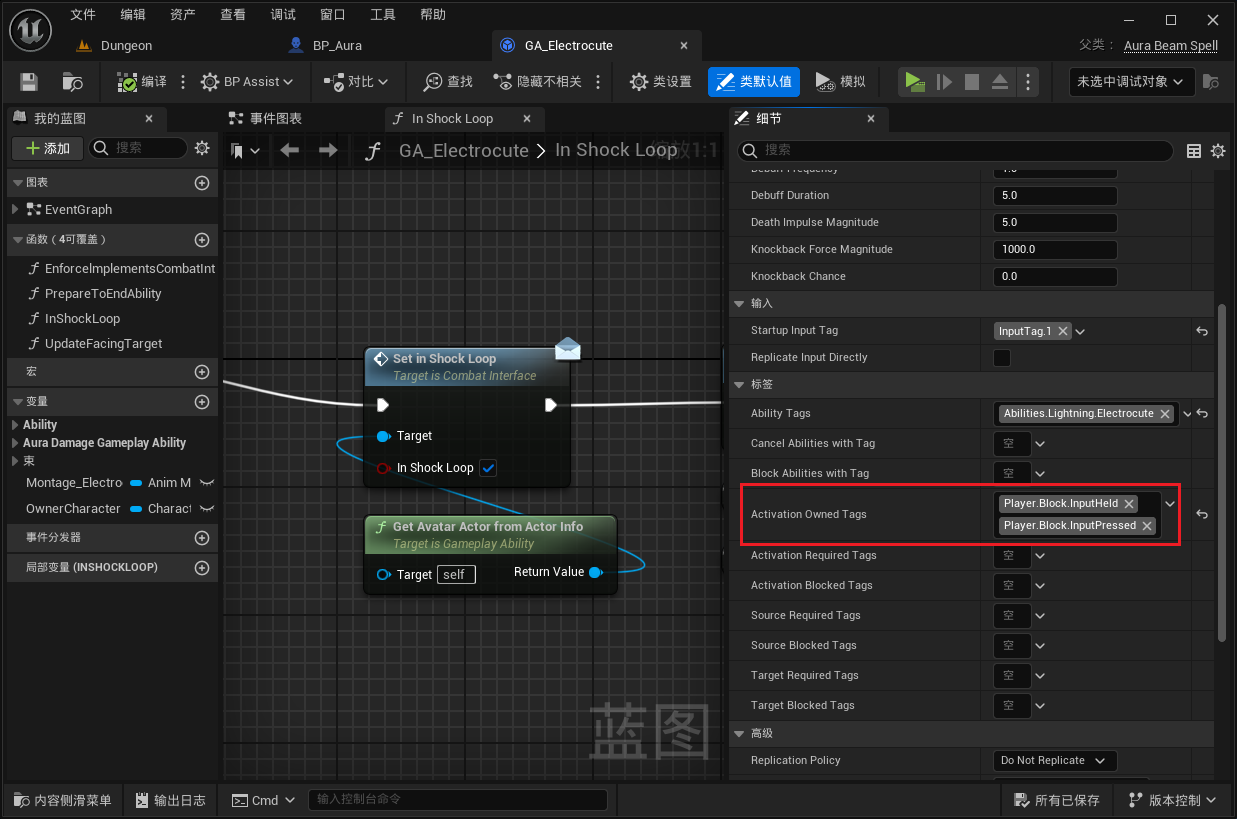 文件 编辑 资产 查看 调试 窗口 工具 帮助
Dungeon BP_Aura GA_Electrocute
父类： Aura Beam Spell
编译 BP Assist 对比 查找 隐藏不相关 类设置 类默认值 模拟 未选中调试对象
我的蓝图
添加 搜索
图表
EventGraph
函数（4可覆盖）
EnforceImplementsCombatInt
PrepareToEndAbility
InShockLoop
UpdateFacingTarget
宏
变量
Ability
Aura Damage Gameplay Ability
束
Montage_Electro Anim M
OwnerCharacter Charact
事件分发器
局部变量 (INSHOCKLOOP)
事件图表 In Shock Loop
GA_Electrocute In Shock Loop
缩放1:1
Set in Shock Loop
Target is Combat Interface
Target
In Shock Loop
Get Avatar Actor from Actor Info
Target is Gameplay Ability
Target self Return Value
蓝图
细节
搜索
Debuff Frequency 1.0
Debuff Duration 5.0
Death Impulse Magnitude 5.0
Knockback Force Magnitude 1000.0
Knockback Chance 0.0
输入
Startup Input Tag InputTag.1
Replicate Input Directly
标签
Ability Tags Abilities.Lightning.Electrocute
Cancel Abilities with Tag 空
Block Abilities with Tag 空
Activation Owned Tags Player.Block.InputHeld
Player.Block.InputPressed
Activation Required Tags 空
Activation Blocked Tags 空
Source Required Tags 空
Source Blocked Tags 空
Target Required Tags 空
Target Blocked Tags 空
高级
Replication Policy Do Not Replicate
内容侧滑菜单 输出日志 Cmd 输入控制台命令 所有已保存 版本控制